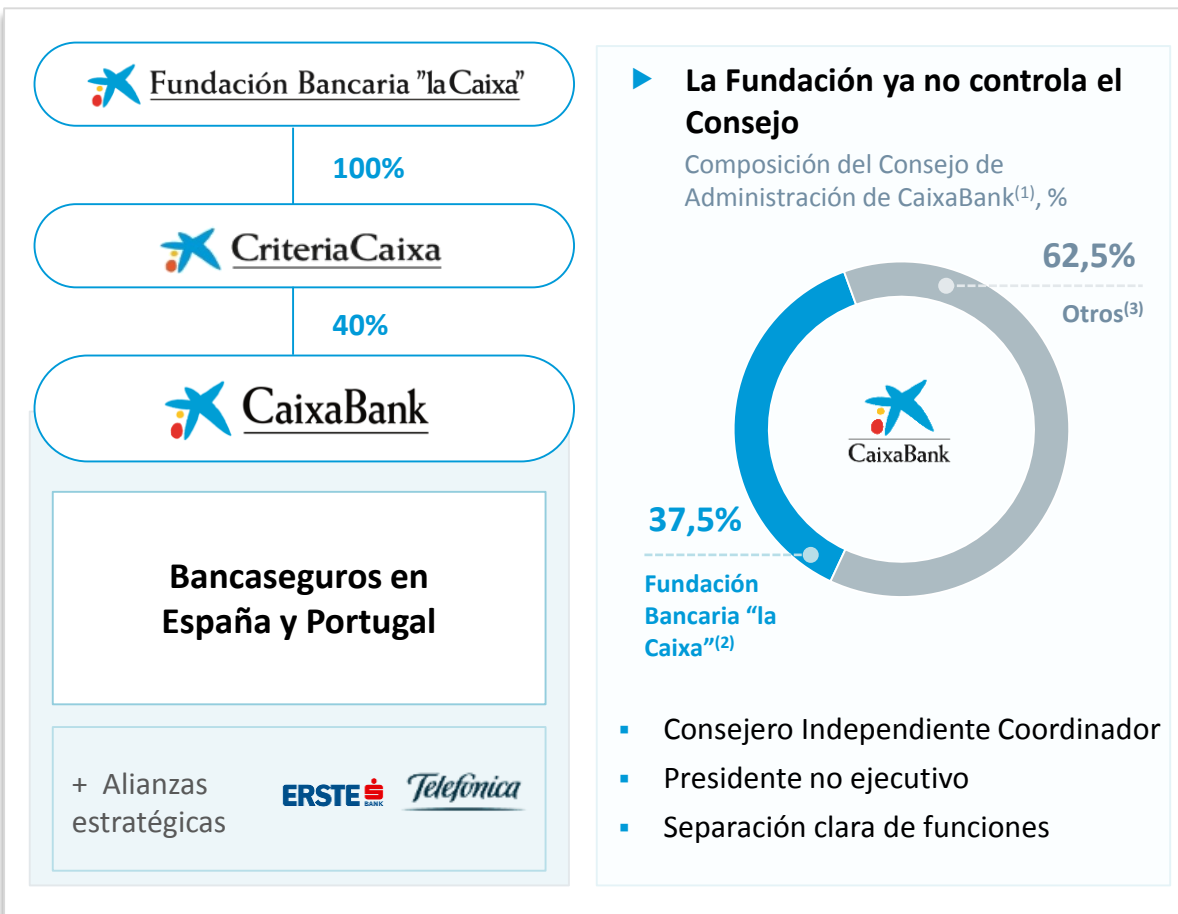 Fundación Bancaria "la Caixa"
100%
CriteriaCaixa
40%
CaixaBank
Bancaseguros en
España y Portugal
+ Alianzas
estratégicas
ERSTE
BANK
Telefónica
La Fundación ya no controla el
Consejo
Composición del Consejo de
Administración de CaixaBank(1), %
62,5%
Otros(3)
CaixaBank
37,5%
Fundación
Bancaria “la
Caixa”(2)
▪ Consejero Independiente Coordinador
▪ Presidente no ejecutivo
▪ Separación clara de funciones